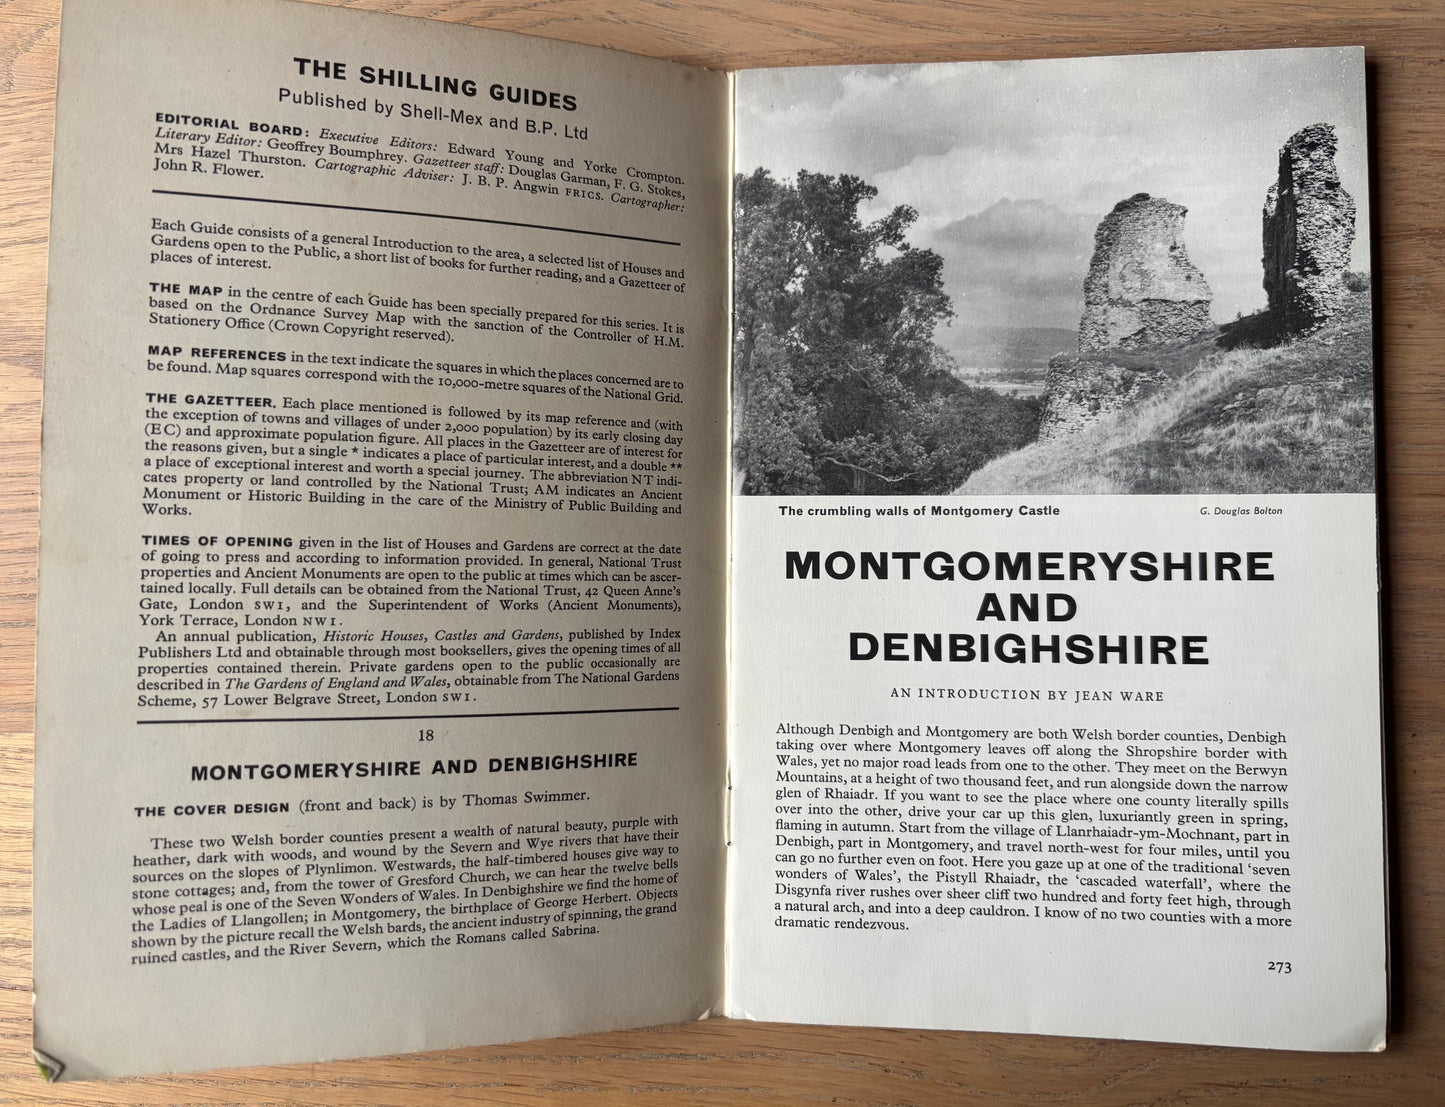 THE SHILLING GUIDES
Published by Shell-Mex and B.P. Ltd
EDITORIAL BOARD: Executive Editors: Edward Young and Yorke Crompton.
Literary Editor: Geoffrey Boumphrey. Gazetteer staff: Douglas Garman, F. G. Stokes,
Mrs Hazel Thurston. Cartographic Adviser: J. B. P. Angwin FRICS. Cartographer:
John R. Flower.
Each Guide consists of a general Introduction to the area, a selected list of Houses and
Gardens open to the Public, a short list of books for further reading, and a Gazetteer of
places of interest.
THE MAP in the centre of each Guide has been specially prepared for this series. It is
based on the Ordnance Survey Map with the sanction of the Controller of H.M.
Stationery Office (Crown Copyright reserved).
MAP REFERENCES in the text indicate the squares in which the places concerned are to
be found. Map squares correspond with the 10,000-metre squares of the National Grid.
THE GAZETTEER. Each place mentioned is followed by its map reference and (with
the exception of towns and villages of under 2,000 population) by its early closing day
(EC) and approximate population figure. All places in the Gazetteer are of interest for
the reasons given, but a single * indicates a place of particular interest, and a double **
a place of exceptional interest and worth a special journey. The abbreviation NT indi-
cates property or land controlled by the National Trust; AM indicates an Ancient
Monument or Historic Building in the care of the Ministry of Public Building and
Works.
TIMES OF OPENING given in the list of Houses and Gardens are correct at the date
of going to press and according to information provided. In general, National Trust
properties and Ancient Monuments are open to the public at times which can be ascer-
tained locally. Full details can be obtained from the National Trust, 42 Queen Anne's
Gate, London SW1, and the Superintendent of Works (Ancient Monuments),
York Terrace, London NW1.
An annual publication, Historic Houses, Castles and Gardens, published by Index
Publishers Ltd and obtainable through most booksellers, gives the opening times of all
properties contained therein. Private gardens open to the public occasionally are
described in The Gardens of England and Wales, obtainable from The National Gardens
Scheme, 57 Lower Belgrave Street, London SW1.
18
MONTGOMERYSHIRE AND DENBIGHSHIRE
THE COVER DESIGN (front and back) is by Thomas Swimmer.
These two Welsh border counties present a wealth of natural beauty, purple with
heather, dark with woods, and wound by the Severn and Wye rivers that have their
sources on the slopes of Plynlimon. Westwards, the half-timbered houses give way to
stone cottages; and, from the tower of Gresford Church, we can hear the twelve bells
whose peal is one of the Seven Wonders of Wales. In Denbighshire we find the home of
the Ladies of Llangollen; in Montgomery, the birthplace of George Herbert. Objects
shown by the picture recall the Welsh bards, the ancient industry of spinning, the grand
ruined castles, and the River Severn, which the Romans called Sabrina.
The crumbling walls of Montgomery Castle
G. Douglas Bolton
MONTGOMERYSHIRE
AND
DENBIGHSHIRE
AN INTRODUCTION BY JEAN WARE
Although Denbigh and Montgomery are both Welsh border counties, Denbigh
taking over where Montgomery leaves off along the Shropshire border with
Wales, yet no major road leads from one to the other. They meet on the Berwyn
Mountains, at a height of two thousand feet, and run alongside down the narrow
glen of Rhaiadr. If you want to see the place where one county literally spills
over into the other, drive your car up this glen, luxuriantly green in spring,
flaming in autumn. Start from the village of Llanrhaiadr-ym-Mochnant, part in
Denbigh, part in Montgomery, and travel north-west for four miles, until you
can go no further even on foot. Here you gaze up at one of the traditional 'seven
wonders of Wales', the Pistyll Rhaiadr, the 'cascaded waterfall', where the
Disgynfa river rushes over sheer cliff two hundred and forty feet high, through
a natural arch, and into a deep cauldron. I know of no two counties with a more
dramatic rendezvous.
273